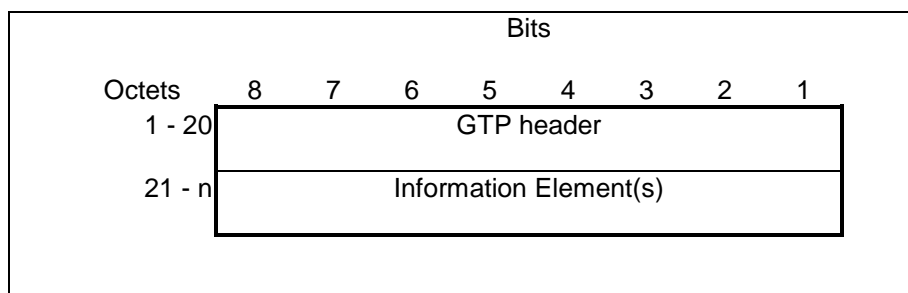 Bits
Octets 8 7 6 5 4 3 2 1
1 - 20 GTP header
21 - n Information Element(s)